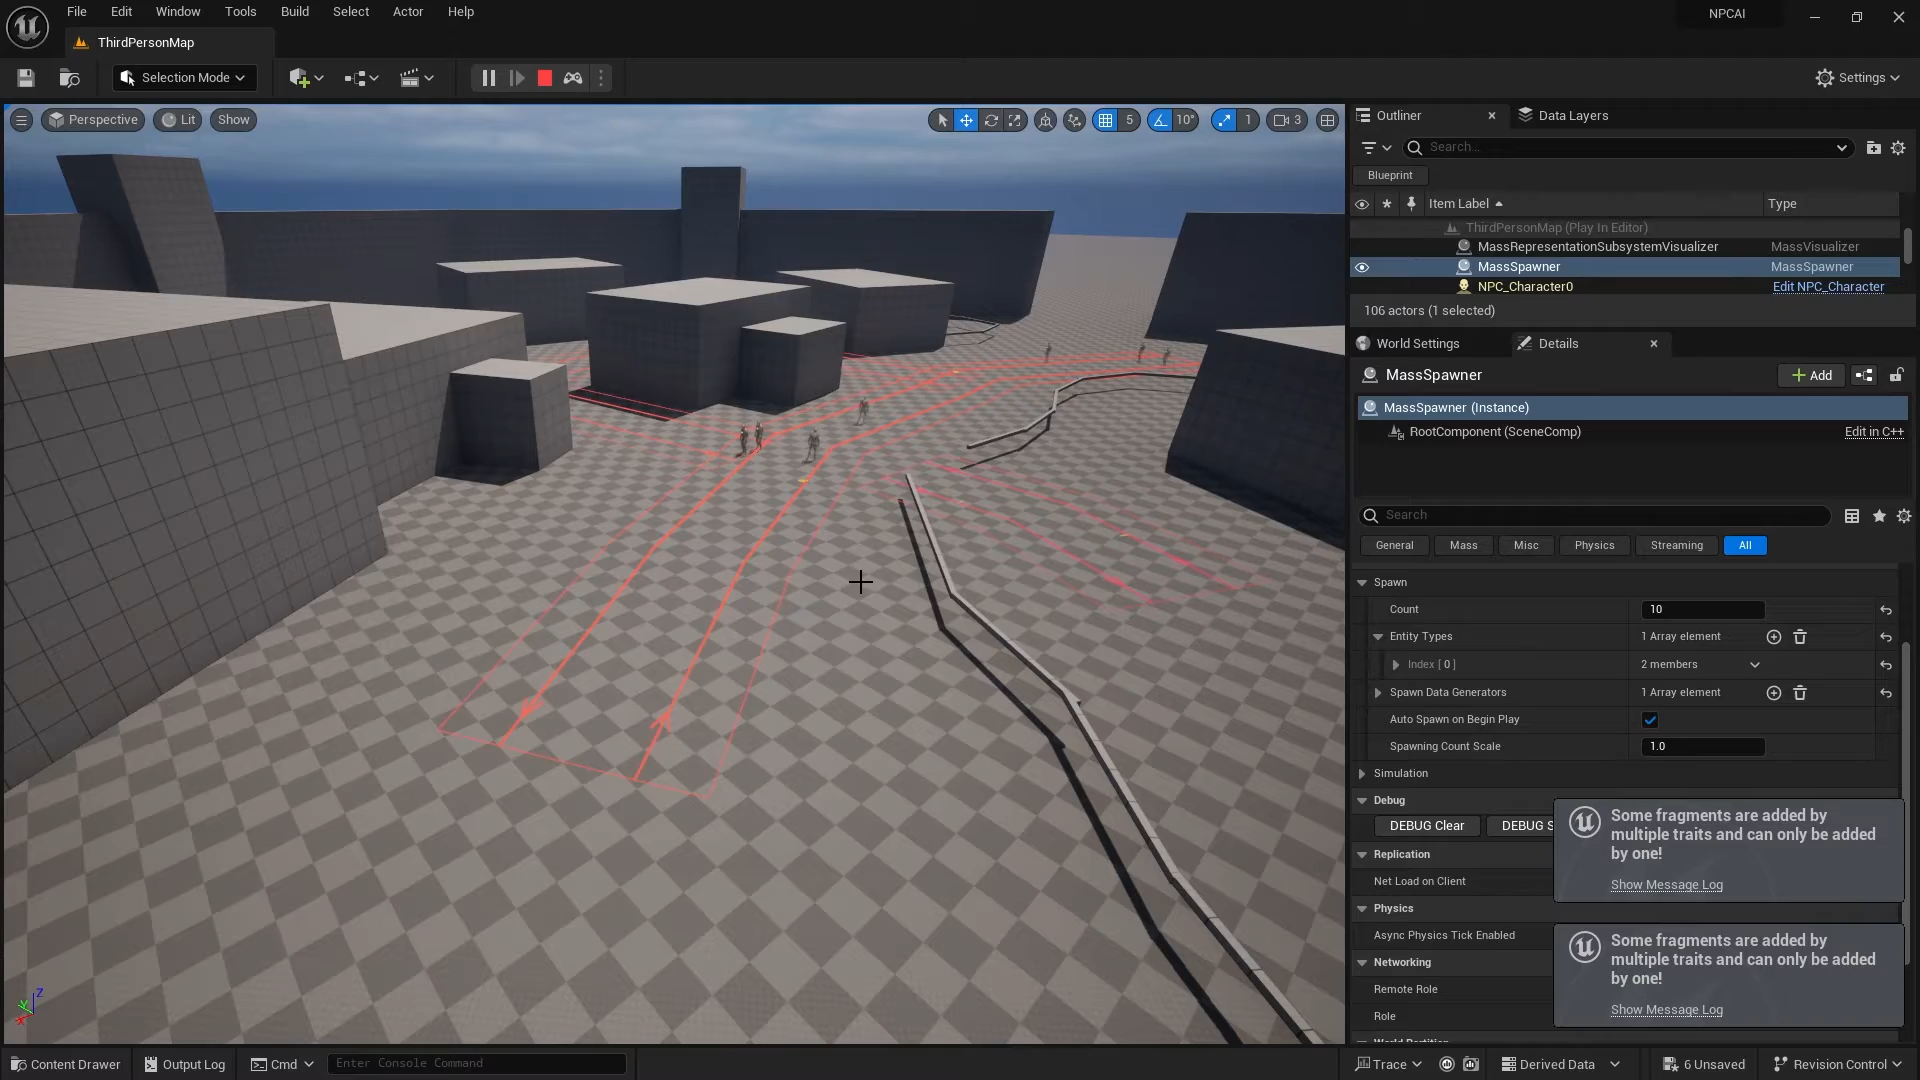 File Edit Window Tools Build Select Actor Help
NPCAI
ThirdPersonMap
Selection Mode
Settings
Perspective
Lit
Show
5
10°
1
3
Outliner
Data Layers
Search...
Blueprint
Item Label
Type
ThirdPersonMap (Play In Editor)
MassRepresentationSubsystemVisualizer MassVisualizer
MassSpawner MassSpawner
NPC_Character0 Edit NPC_Character
106 actors (1 selected)
World Settings
Details
MassSpawner
Add
MassSpawner (Instance)
RootComponent (SceneComp)
Edit in C++
Search
General Mass Misc Physics Streaming All
Spawn
Count 10
Entity Types 1 Array element
Index [ 0 ] 2 members
Spawn Data Generators 1 Array element
Auto Spawn on Begin Play
Spawning Count Scale 1.0
Simulation
Debug
DEBUG Clear DEBUG S
Replication
Net Load on Client
Physics
Async Physics Tick Enabled
Networking
Remote Role
Role
World Partition
Some fragments are added by
multiple traits and can only be added
by one!
Show Message Log
Some fragments are added by
multiple traits and can only be added
by one!
Show Message Log
Z
Y
X
Content Drawer
Output Log
Cmd
Enter Console Command
Trace
Derived Data
6 Unsaved
Revision Control